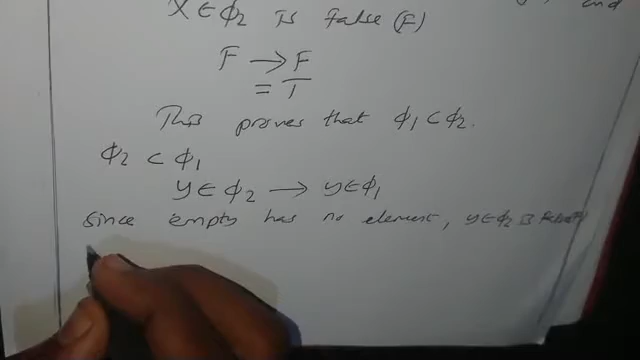 and
x ∈ ϕ2 is false (F)
F → F
= T
This proves that ϕ1 ⊂ ϕ2.
ϕ2 ⊂ ϕ1
y ∈ ϕ2 → y ∈ ϕ1
Since empty has no element, y ∈ ϕ2 is